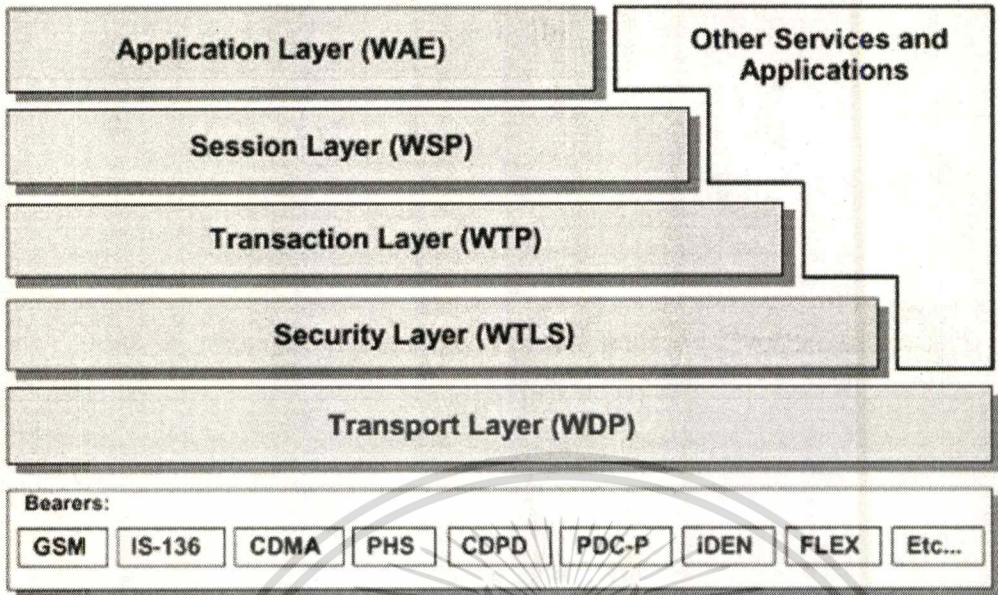 Application Layer (WAE)
Other Services and
Applications
Session Layer (WSP)
Transaction Layer (WTP)
Security Layer (WTLS)
Transport Layer (WDP)
Bearers:
GSM IS-136 CDMA PHS CDPD PDC-P iDEN FLEX Etc...